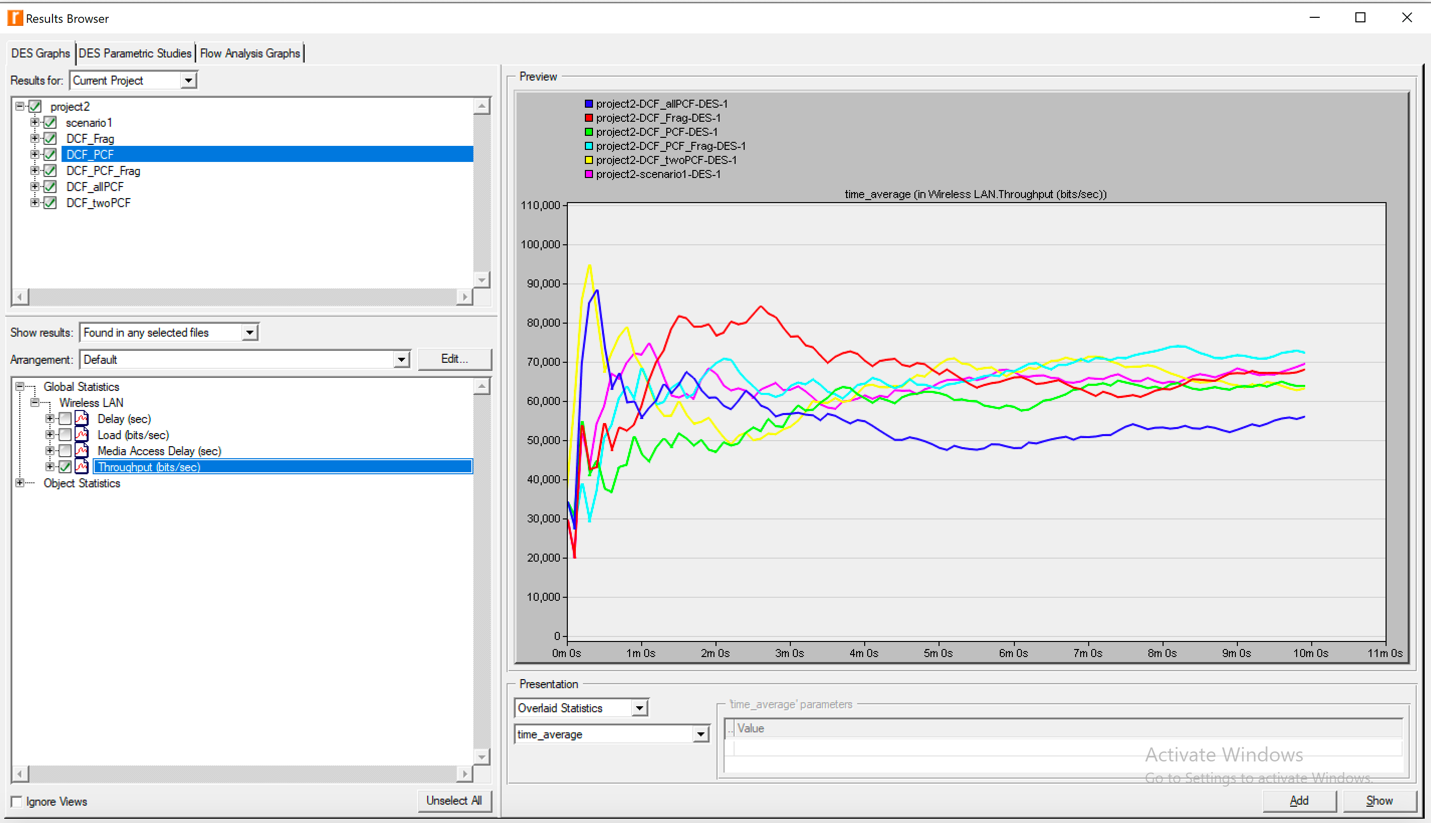 Results Browser
DES Graphs DES Parametric Studies Flow Analysis Graphs
Results for: Current Project
project2
scenario1
DCF_Frag
DCF_PCF
DCF_PCF_Frag
DCF_allPCF
DCF_twoPCF
Show results: Found in any selected files
Arrangement: Default Edit...
Global Statistics
Wireless LAN
Delay (sec)
Load (bits/sec)
Media Access Delay (sec)
Throughput (bits/sec)
Object Statistics
Ignore Views Unselect All
Preview
project2-DCF_allPCF-DES-1
project2-DCF_Frag-DES-1
project2-DCF_PCF-DES-1
project2-DCF_PCF_Frag-DES-1
project2-DCF_twoPCF-DES-1
project2-scenario1-DES-1
time_average (in Wireless LAN.Throughput (bits/sec))
110,000
100,000
90,000
80,000
70,000
60,000
50,000
40,000
30,000
20,000
10,000
0
0m 0s 1m 0s 2m 0s 3m 0s 4m 0s 5m 0s 6m 0s 7m 0s 8m 0s 9m 0s 10m 0s 11m 0s
Presentation
Overlaid Statistics
time_average
'time_average' parameters
.. Value
Activate Windows
Go to Settings to activate Windows.
Add Show